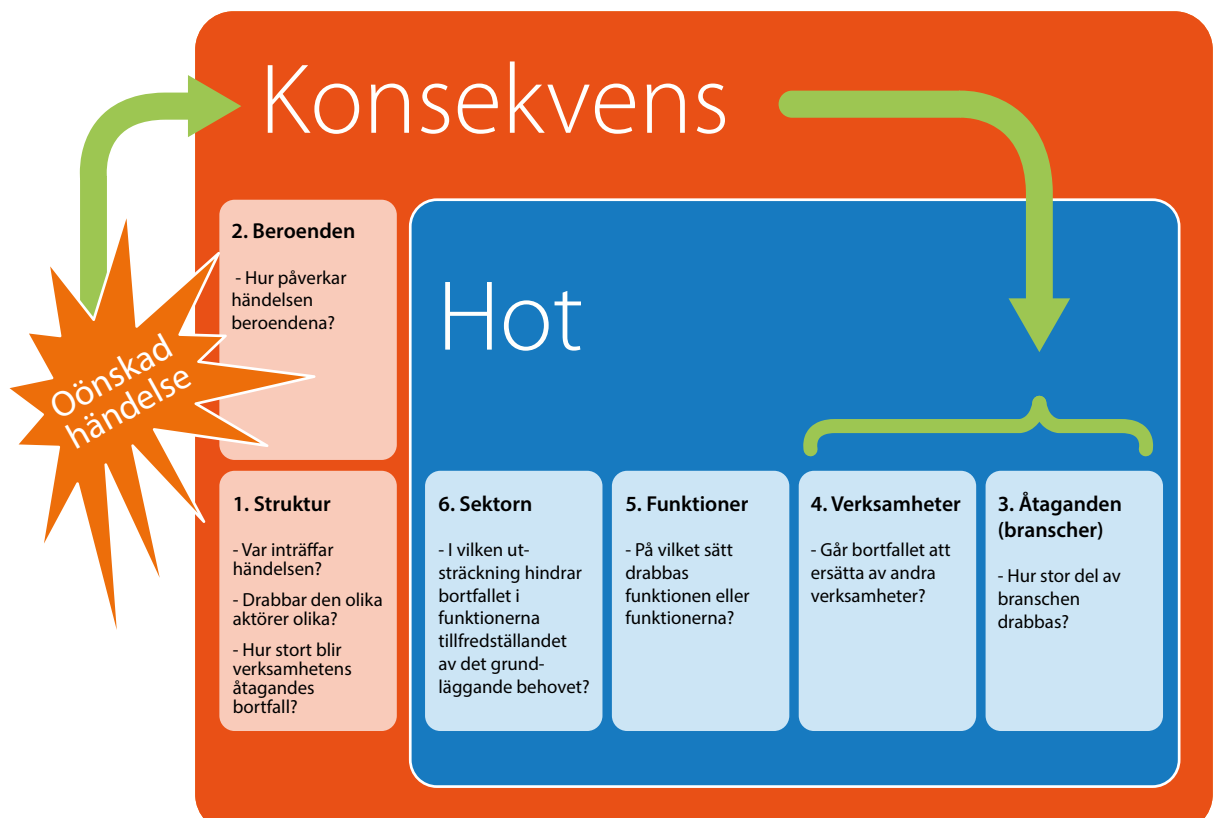 Konsekvens
Oönskad
händelse
2. Beroenden
- Hur påverkar
händelsen
beroendena?
Hot
1. Struktur
- Var inträffar
händelsen?
- Drabbar den olika
aktörer olika?
- Hur stort blir
verksamhetens
åtagandes
bortfall?
6. Sektorn
- I vilken ut-
sträckning hindrar
bortfallet i
funktionerna
tillfredställandet
av det grund-
läggande behovet?
5. Funktioner
- På vilket sätt
drabbas
funktionen eller
funktionerna?
4. Verksamheter
- Går bortfallet att
ersätta av andra
verksamheter?
3. Åtaganden
(branscher)
- Hur stor del av
branschen
drabbas?